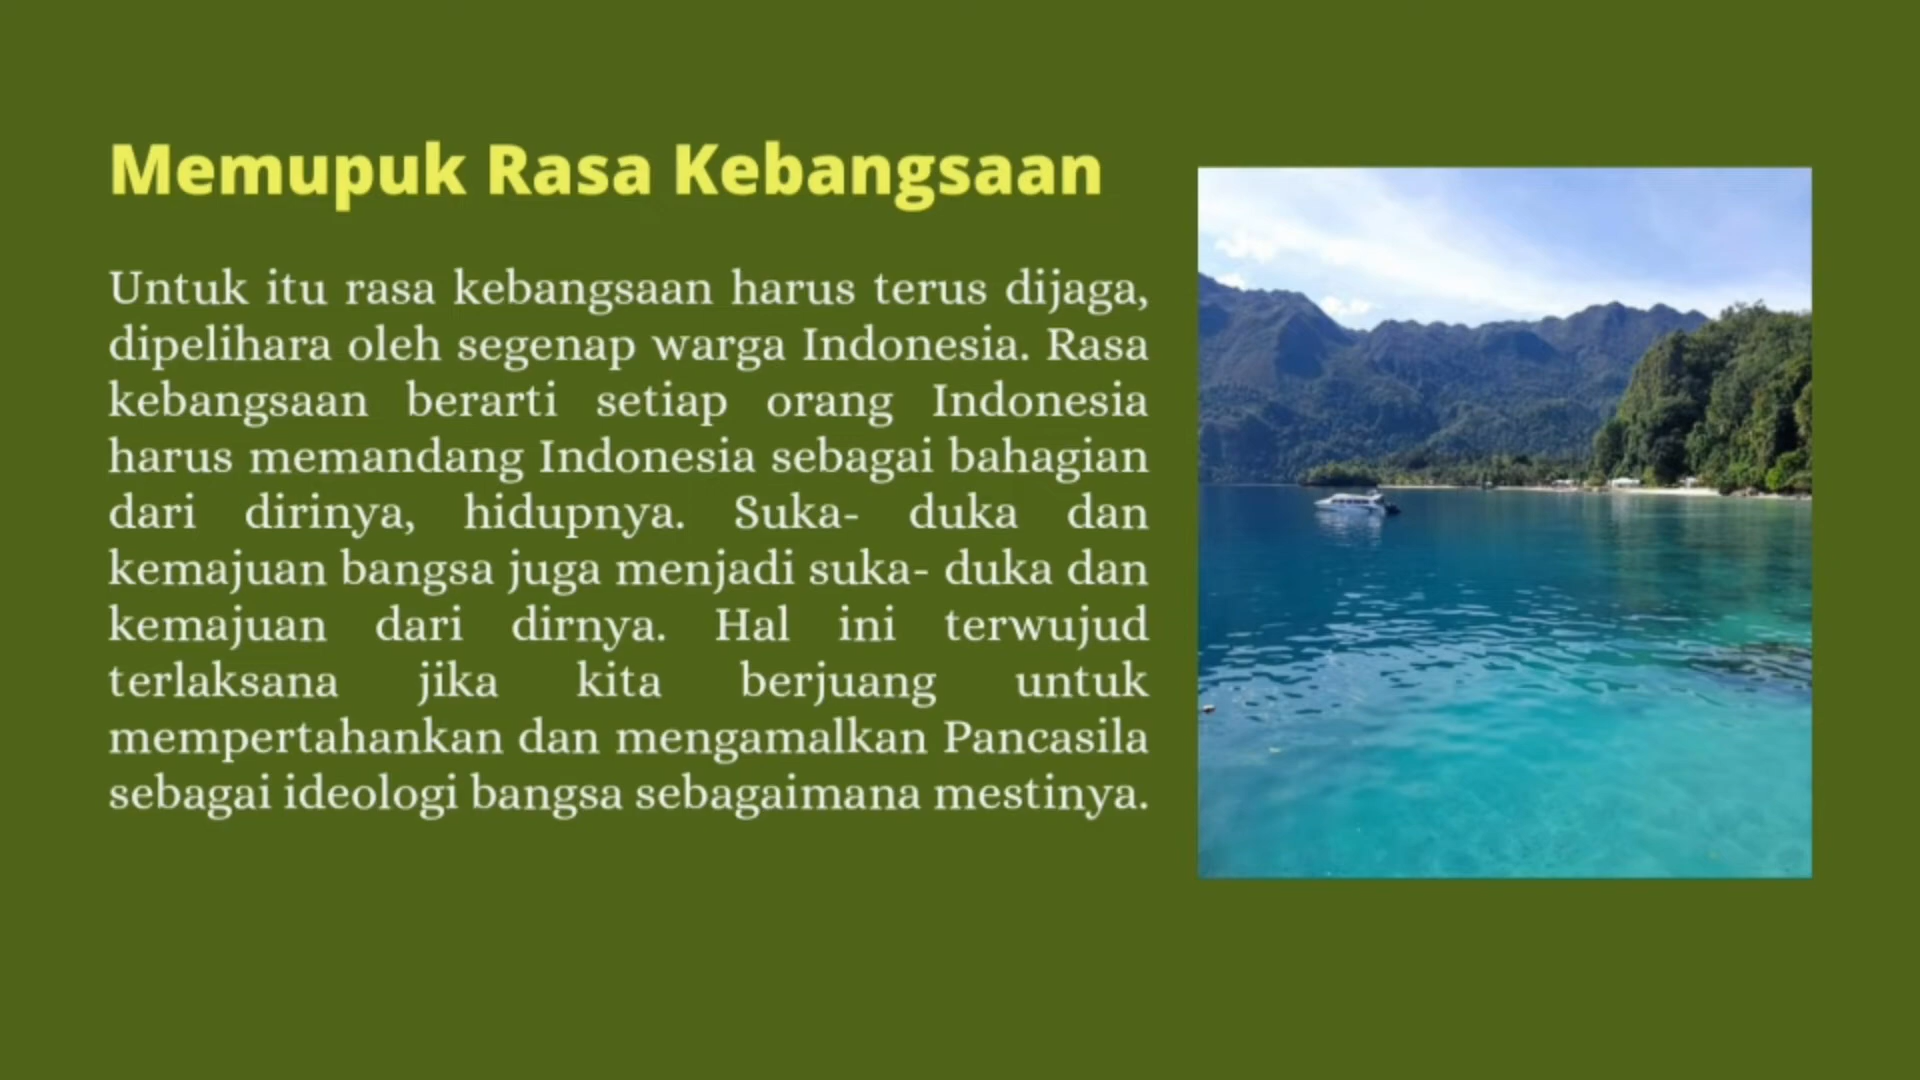 Memupuk Rasa Kebangsaan
Untuk itu rasa kebangsaan harus terus dijaga,
dipelihara oleh segenap warga Indonesia. Rasa
kebangsaan berarti setiap orang Indonesia
harus memandang Indonesia sebagai bahagian
dari dirinya, hidupnya. Suka- duka dan
kemajuan bangsa juga menjadi suka- duka dan
kemajuan dari dirnya. Hal ini terwujud
terlaksana jika kita berjuang untuk
mempertahankan dan mengamalkan Pancasila
sebagai ideologi bangsa sebagaimana mestinya.